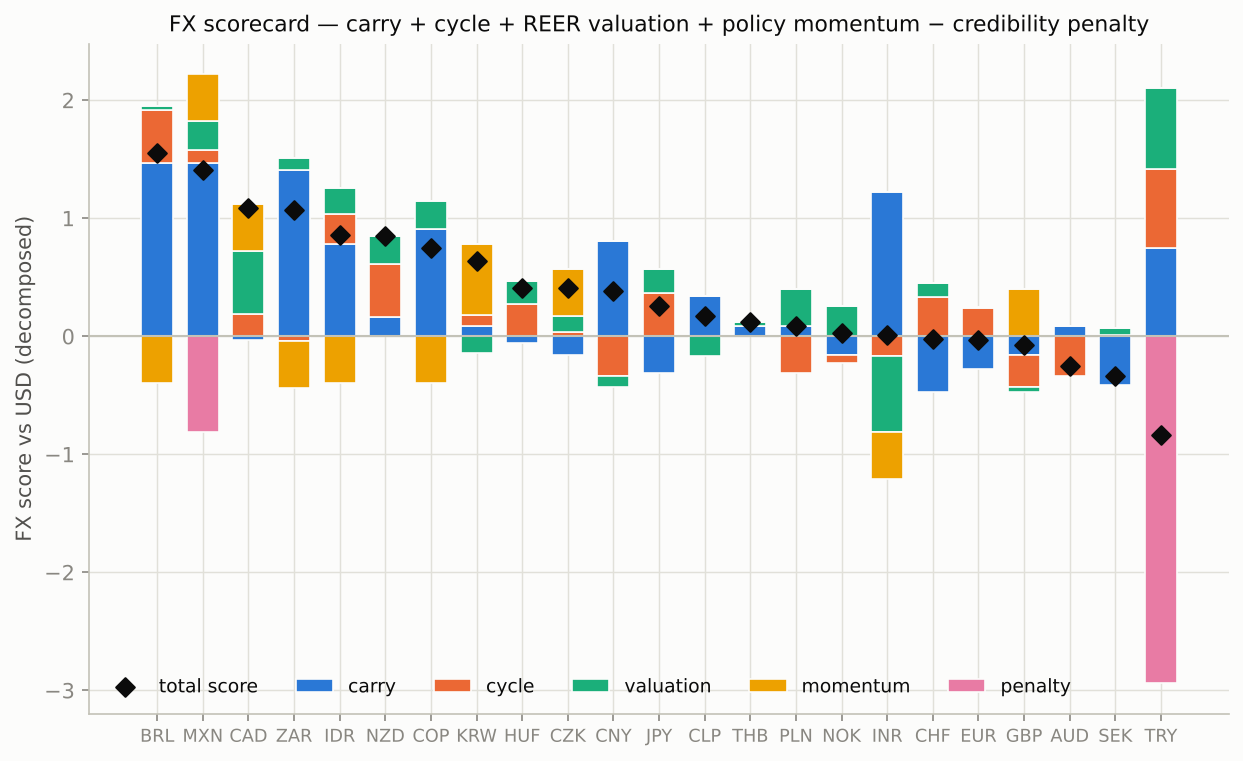 FX scorecard — carry + cycle + REER valuation + policy momentum − credibility penalty
FX score vs USD (decomposed)
2
1
0
−1
−2
−3
total score carry cycle valuation momentum penalty
BRL MXN CAD ZAR IDR NZD COP KRW HUF CZK CNY JPY CLP THB PLN NOK INR CHF EUR GBP AUD SEK TRY